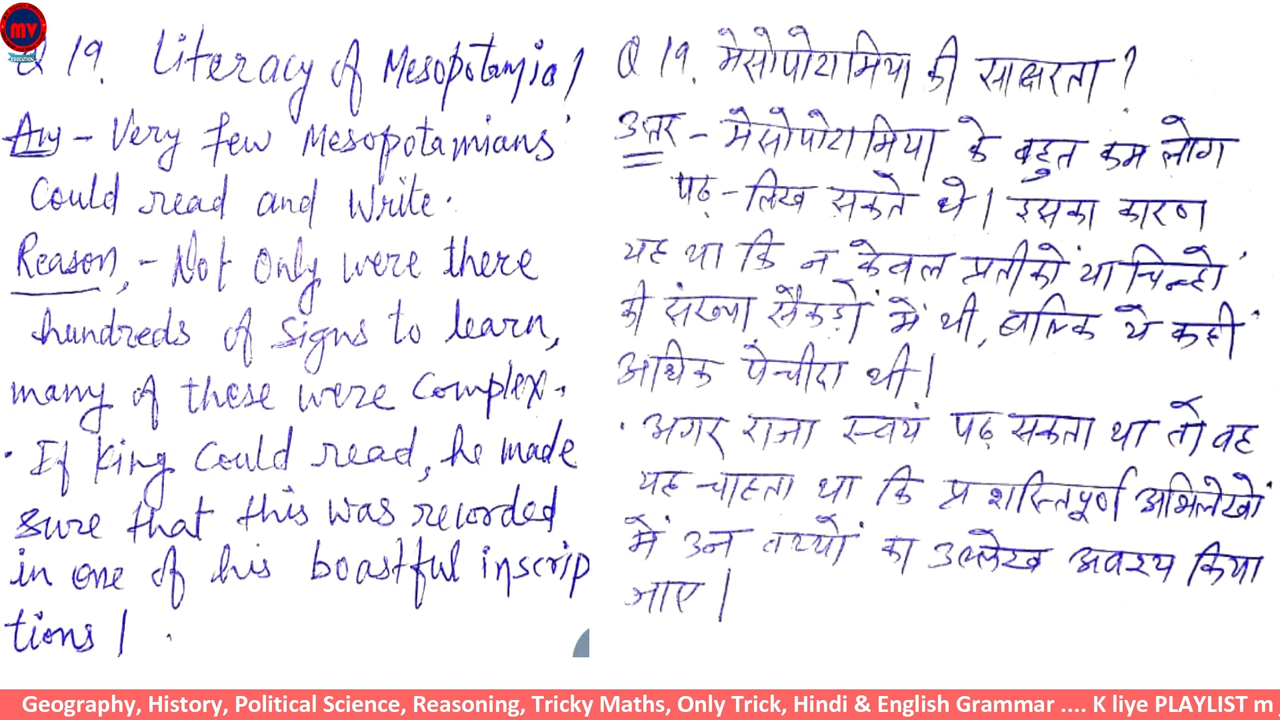 mv
EDUCATION
Q 19. Literacy of Mesopotamia /
Ans - Very few Mesopotamians
Could read and Write.
Reason, - Not Only were there
hundreds of signs to learn,
many of these were Complex.
• If King Could read, he made
sure that this was recorded
in one of his boastful inscrip
tions /
Q 19. मेसोपोटामिया की साक्षरता ?
उत्तर - मेसोपोटामिया के बहुत कम लोग
पढ़ - लिख सकते थे। इसका कारण
यह था कि न केवल प्रतीकों या चिन्हों
की संख्या सैकड़ों में थी, बल्कि ये कहीं
अधिक पेचीदा थी।
• अगर राजा स्वयं पढ़ सकता था तो वह
यह चाहता था कि प्रशस्तिपूर्ण अभिलेखों
में उन तथ्यों का उल्लेख अवश्य किया
जाए।
Geography, History, Political Science, Reasoning, Tricky Maths, Only Trick, Hindi & English Grammar .... K liye PLAYLIST m